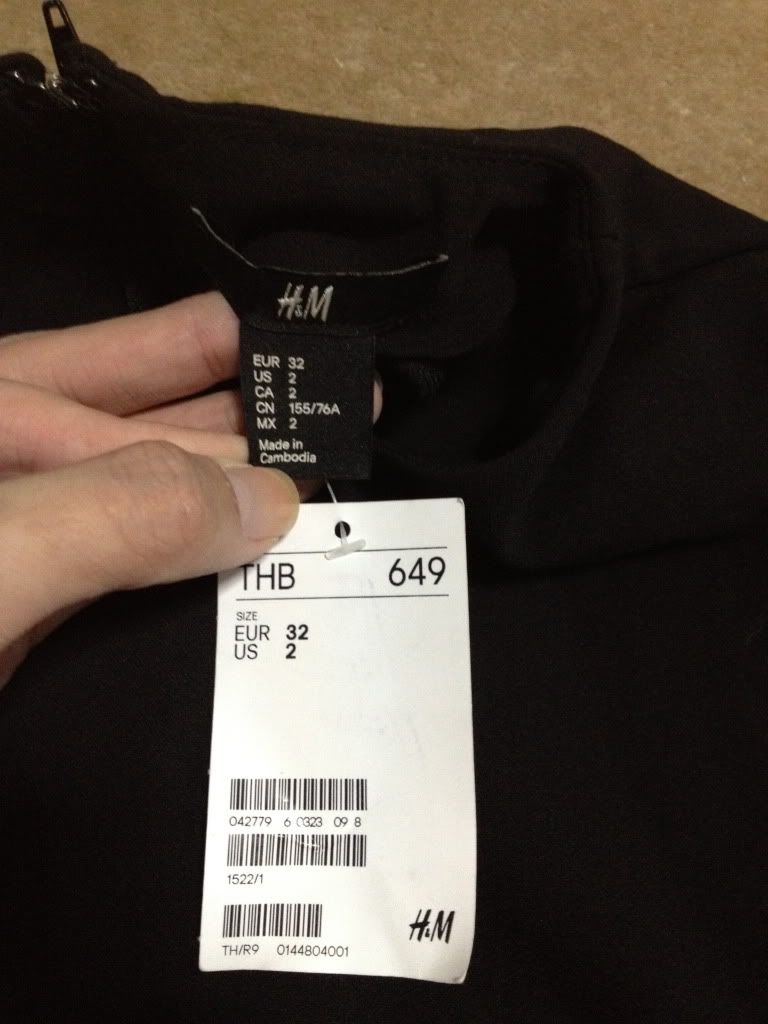 H&M
EUR 32
US 2
CA 2
CN 155/76A
MX 2
Made in
Cambodia
THB 649
SIZE
EUR 32
US 2
042779 6 0323 09 8
1522/1
H&M
TH/R9 0144804001